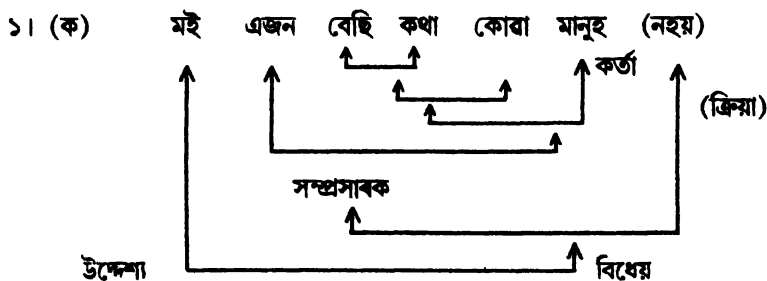 ১। (ক) মই এজন বেছি কথা কোৱা মানুহ (নহয়)
কৰ্তা
(ক্ৰিয়া)
সম্প্ৰসাৰক
উদ্দেশ্য বিধেয়